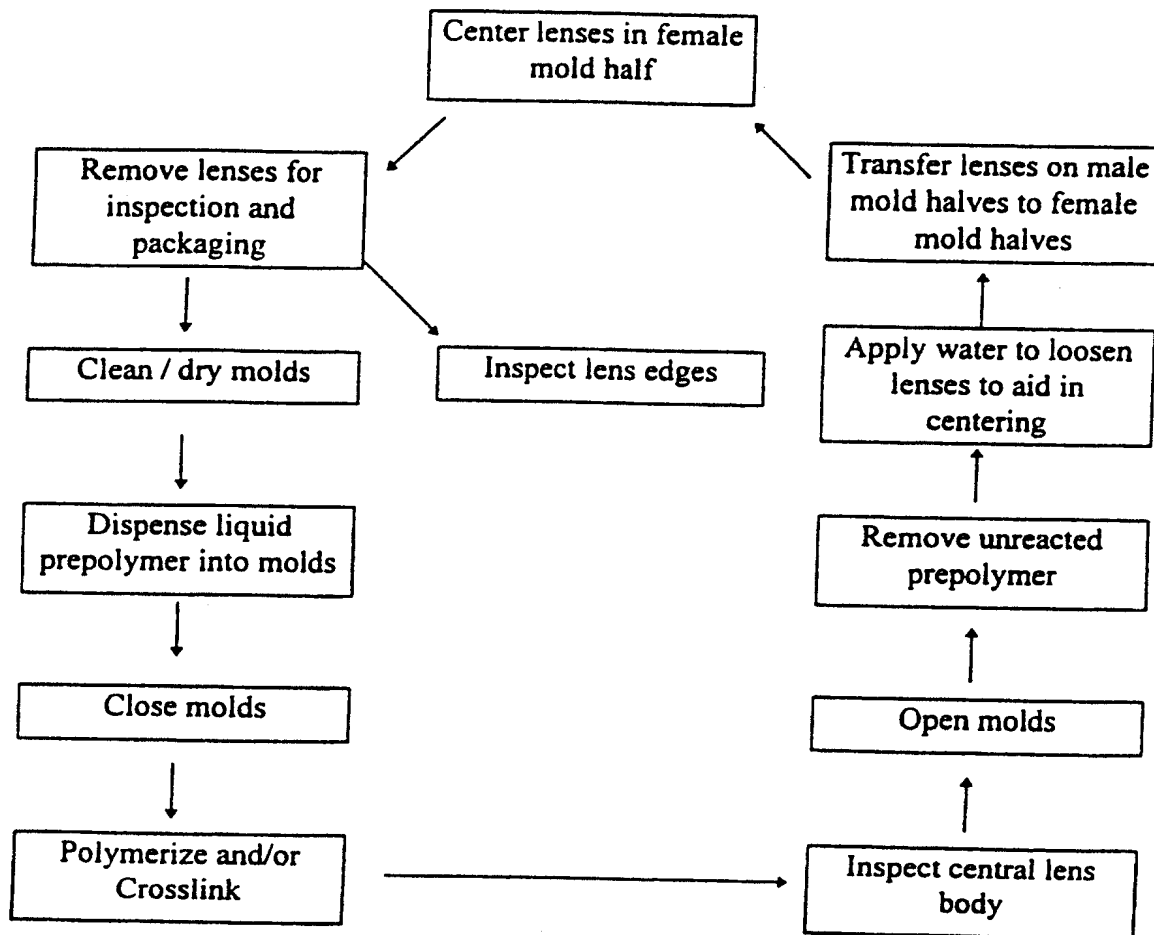 Center lenses in female
mold half
Remove lenses for
inspection and
packaging
Transfer lenses on male
mold halves to female
mold halves
Clean / dry molds
Inspect lens edges
Apply water to loosen
lenses to aid in
centering
Dispense liquid
prepolymer into molds
Remove unreacted
prepolymer
Close molds
Open molds
Polymerize and/or
Crosslink
Inspect central lens
body